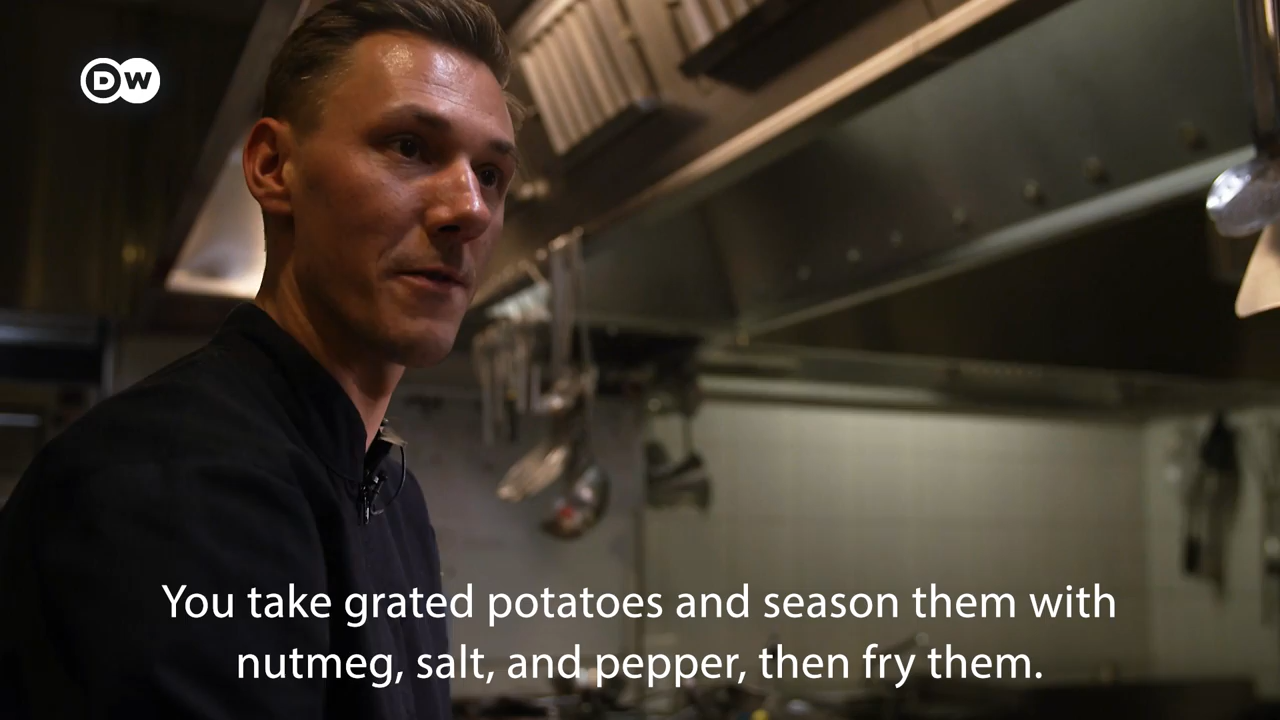 DW
You take grated potatoes and season them with
nutmeg, salt, and pepper, then fry them.